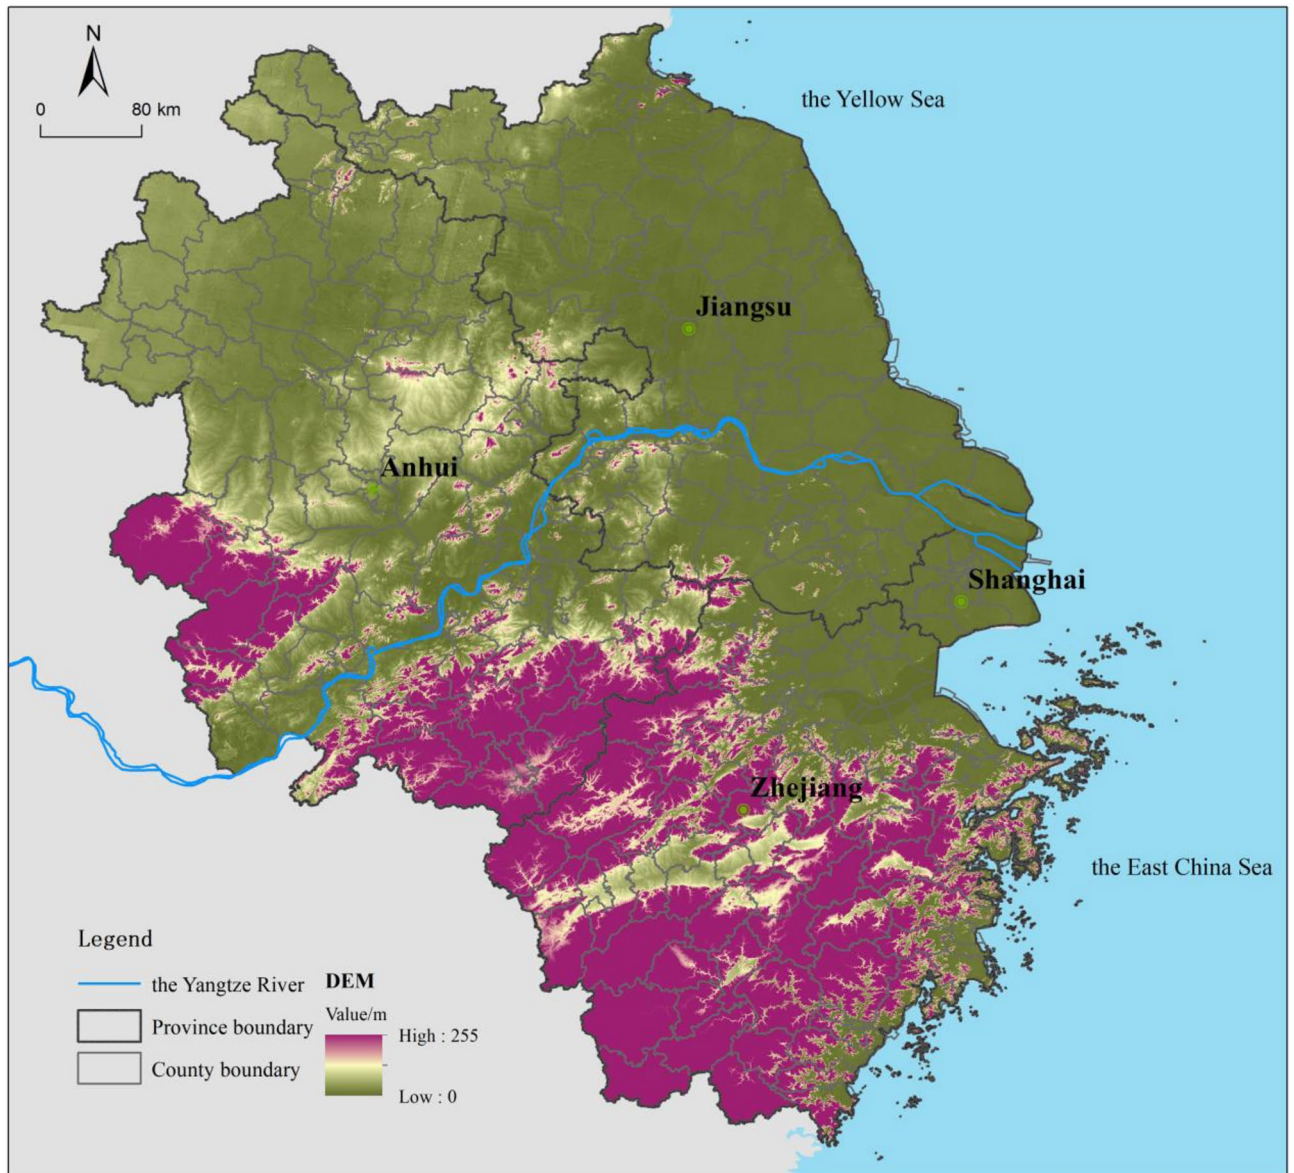 N
0 80 km
the Yellow Sea
Jiangsu
Anhui
Shanghai
Zhejiang
the East China Sea
Legend
the Yangtze River
Province boundary
County boundary
DEM
Value/m
High : 255
Low : 0